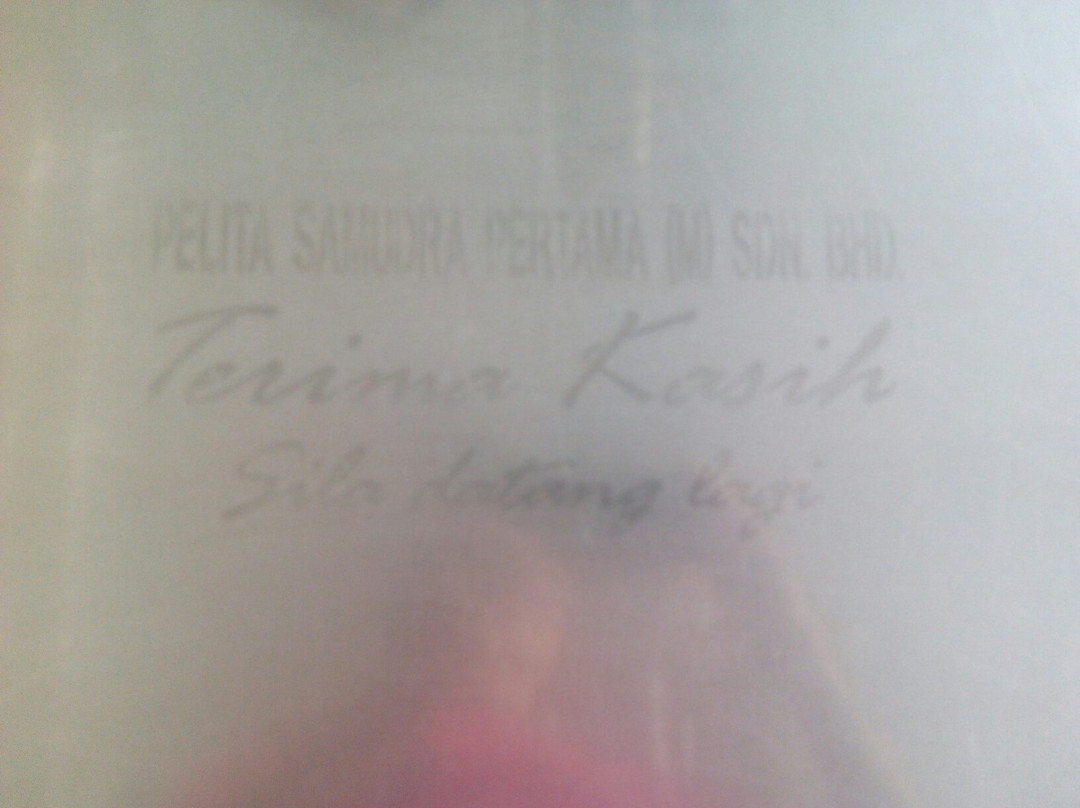 PELITA SAMUDRA PERTAMA (M) SDN. BHD.
Terima Kasih
Sila datang lagi